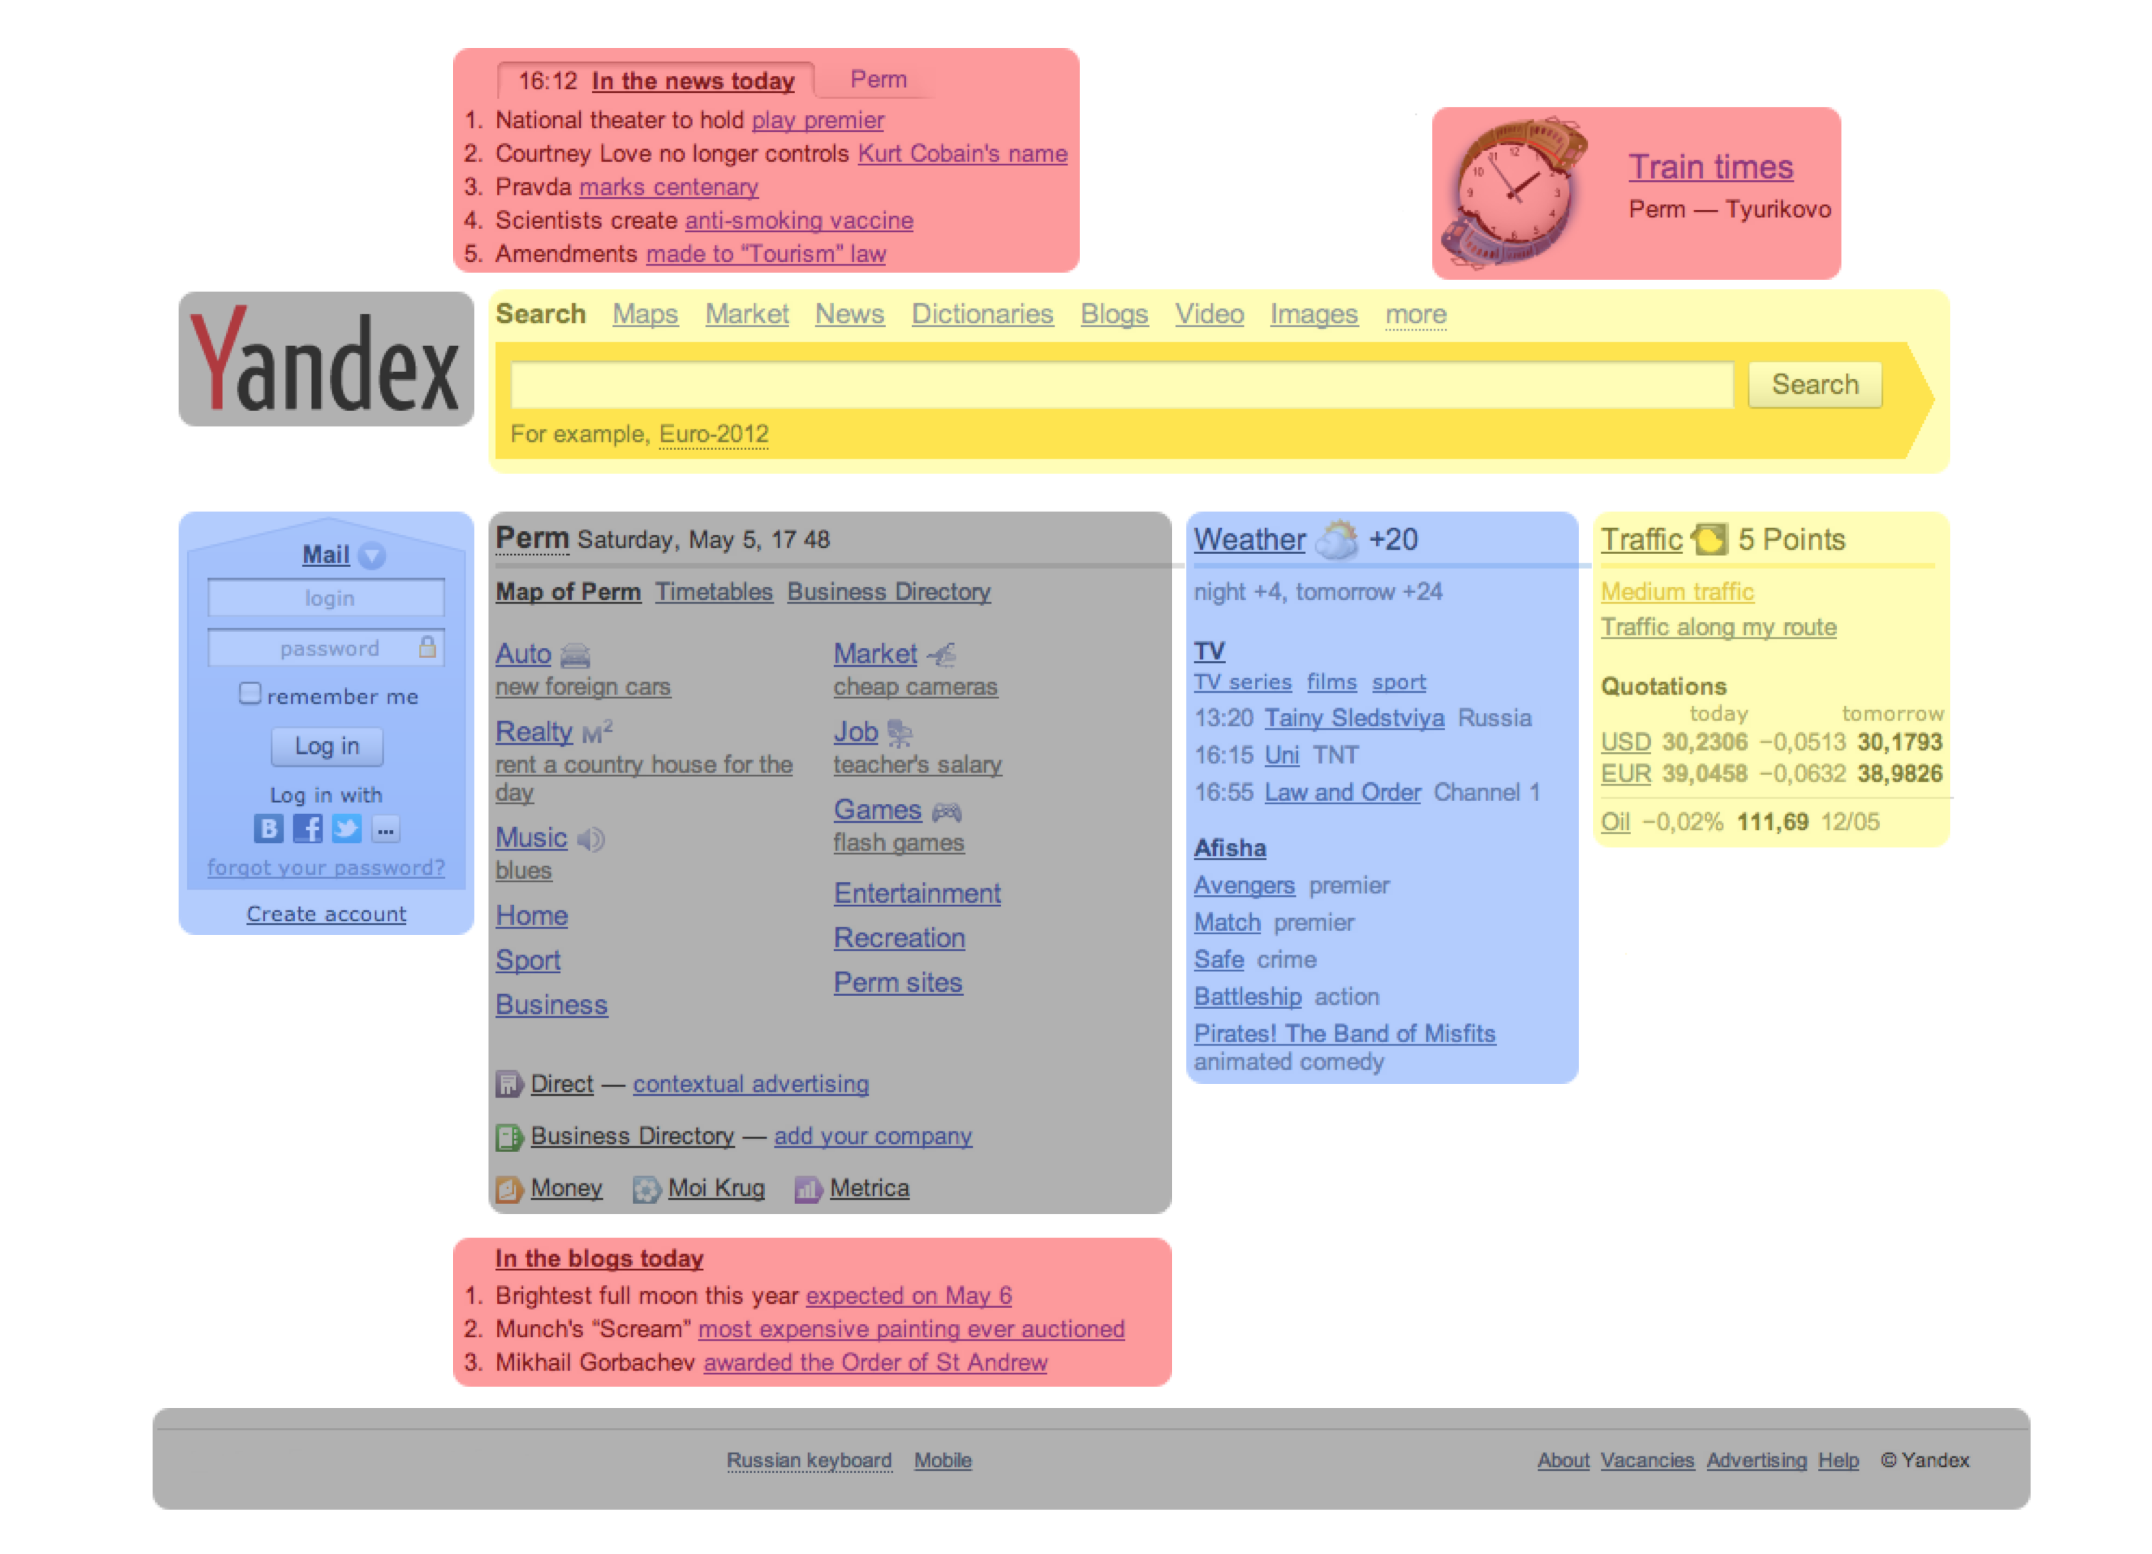 16:12 In the news today Perm
1. National theater to hold play premier
2. Courtney Love no longer controls Kurt Cobain's name
3. Pravda marks centenary
4. Scientists create anti-smoking vaccine
5. Amendments made to “Tourism” law
10 11 12 1 2 3 4 5 6 7 8 9
Train times
Perm — Tyurikovo
Yandex
Search Maps Market News Dictionaries Blogs Video Images more
Search
For example, Euro-2012
Mail
login
password
remember me
Log in
Log in with
B f ...
forgot your password?
Create account
Perm Saturday, May 5, 17 48
Map of Perm Timetables Business Directory
Auto
new foreign cars
Realty M²
rent a country house for the
day
Music
blues
Home
Sport
Business
Market
cheap cameras
Job
teacher's salary
Games
flash games
Entertainment
Recreation
Perm sites
Direct — contextual advertising
Business Directory — add your company
Money Moi Krug Metrica
Weather +20
night +4, tomorrow +24
TV
TV series films sport
13:20 Tainy Sledstviya Russia
16:15 Uni TNT
16:55 Law and Order Channel 1
Afisha
Avengers premier
Match premier
Safe crime
Battleship action
Pirates! The Band of Misfits
animated comedy
Traffic 5 Points
Medium traffic
Traffic along my route
Quotations
today tomorrow
USD 30,2306 −0,0513 30,1793
EUR 39,0458 −0,0632 38,9826
Oil −0,02% 111,69 12/05
In the blogs today
1. Brightest full moon this year expected on May 6
2. Munch's “Scream” most expensive painting ever auctioned
3. Mikhail Gorbachev awarded the Order of St Andrew
Russian keyboard Mobile
About Vacancies Advertising Help © Yandex